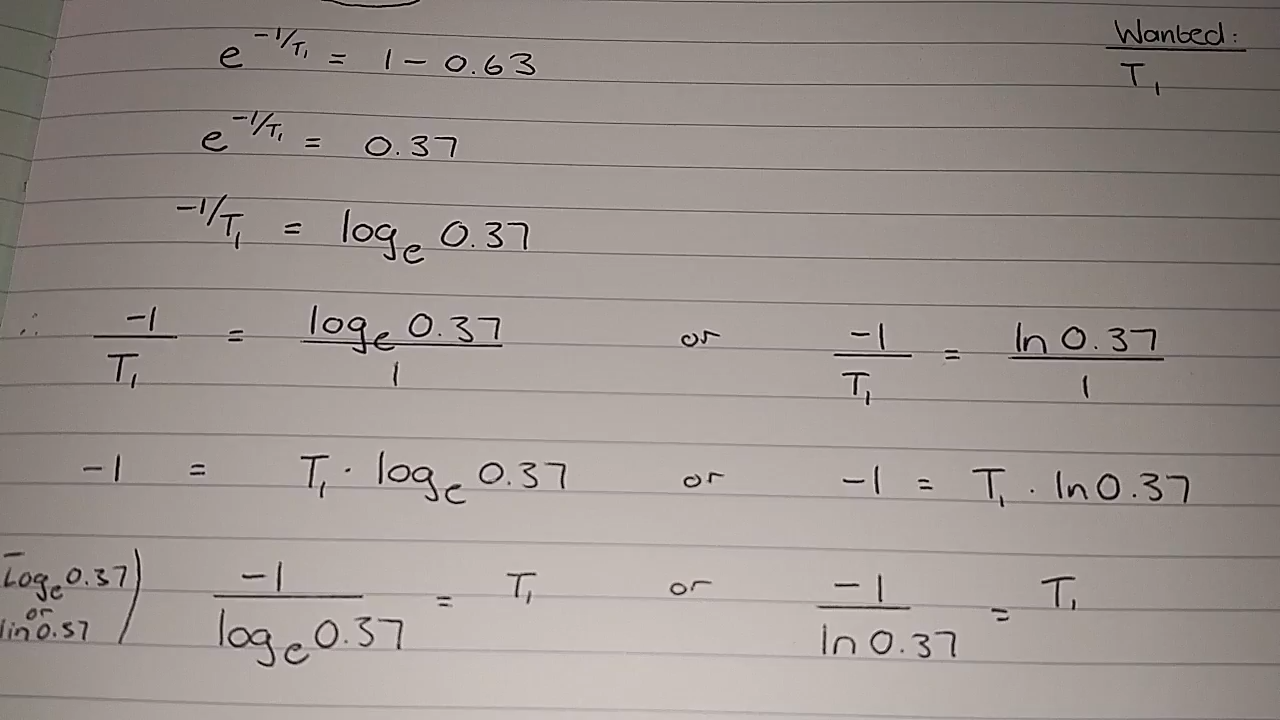 e^{-1/T₁} = 1 - 0.63
Wanted:
T₁
e^{-1/T₁} = 0.37
-1/T₁ = logₑ 0.37
∴ -1/T₁ = logₑ 0.37/1 or -1/T₁ = ln 0.37/1
-1 = T₁ · logₑ 0.37 or -1 = T₁ · ln 0.37
Logₑ 0.37
or
lin 0.37
-1/logₑ 0.37 = T₁ or -1/ln 0.37 = T₁